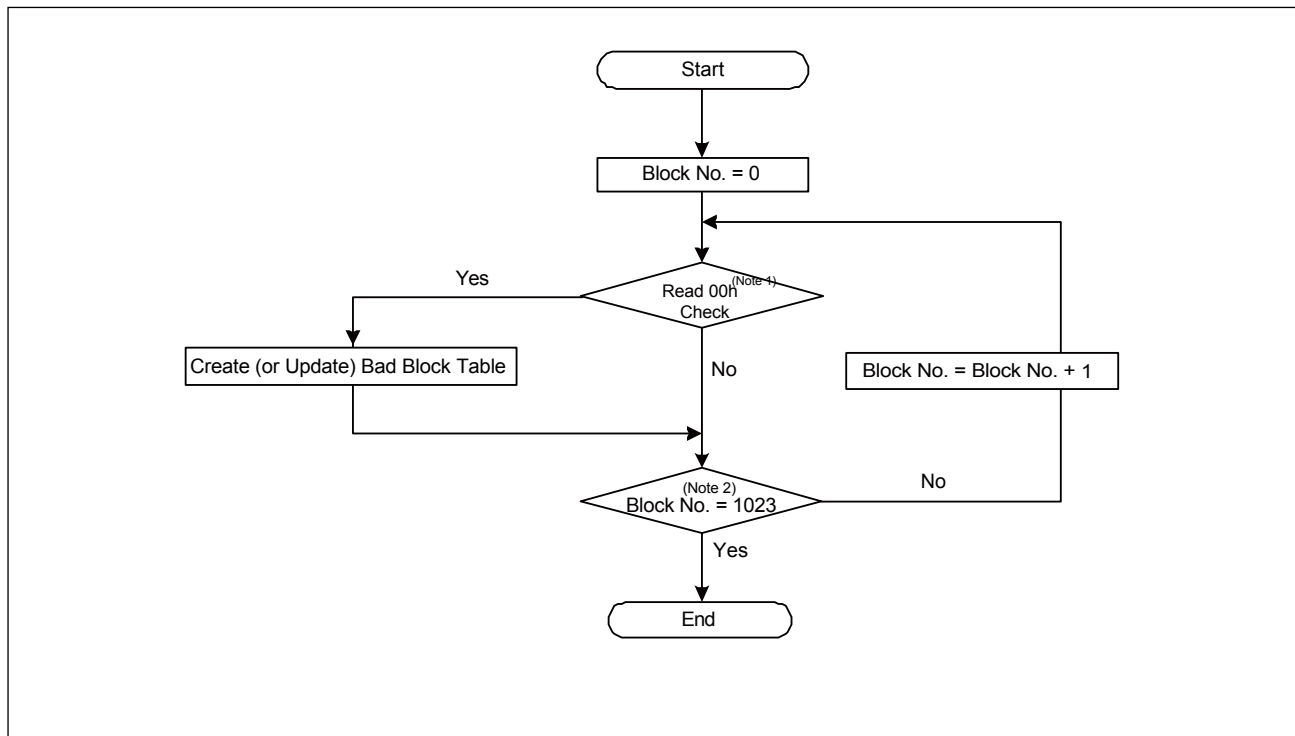 Start
Block No. = 0
Yes
(Note 1)
Read 00h
Check
Create (or Update) Bad Block Table
No
Block No. = Block No. + 1
(Note 2)
Block No. = 1023
No
Yes
End